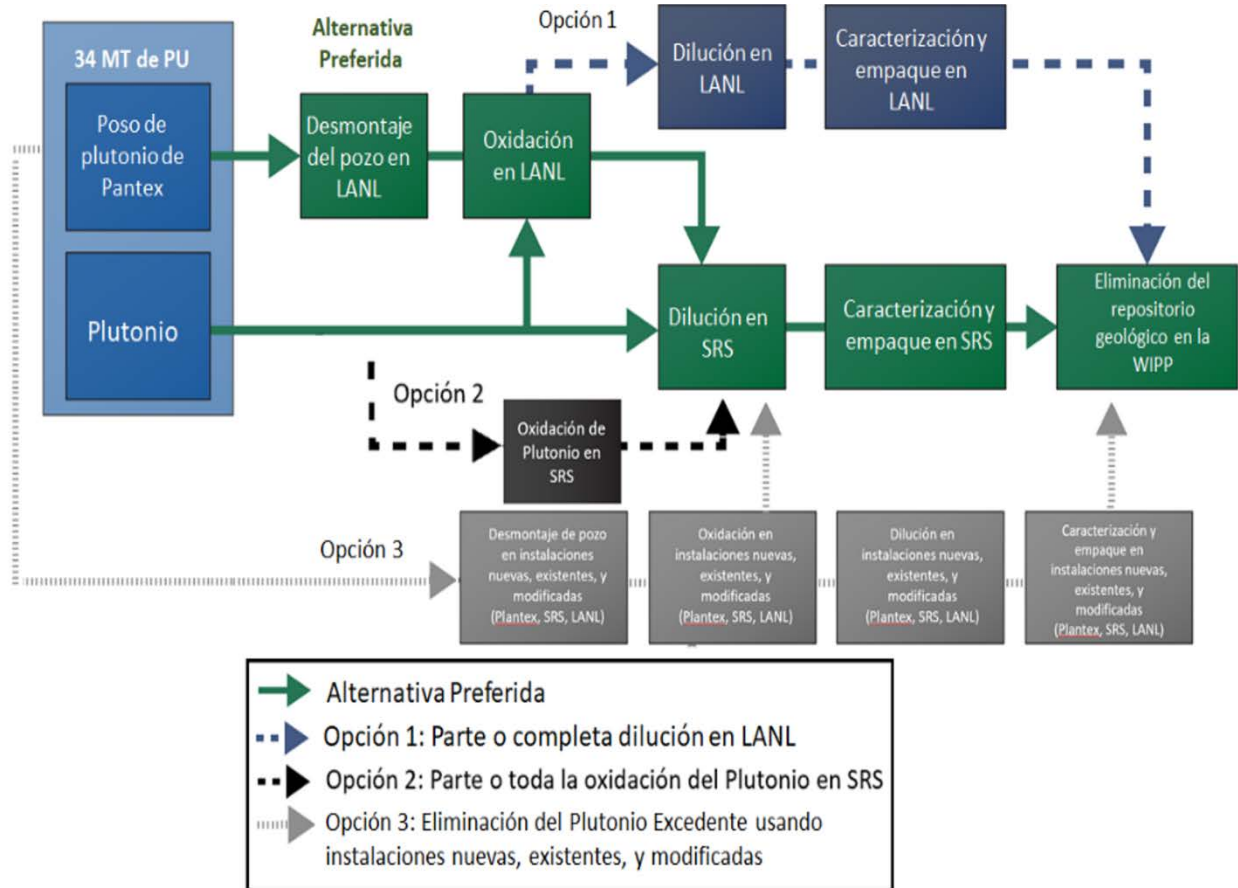 34 MT de PU
Poso de
plutonio de
Pantex
Plutonio
Alternativa
Preferida
Desmontaje
del pozo en
LANL
Oxidación
en LANL
Opción 1
Dilución en
LANL
Caracterización y
empaque en
LANL
Dilución en
SRS
Caracterización y
empaque en SRS
Eliminación del
repositorio
geológico en la
WIPP
Opción 2
Oxidación de
Plutonio en
SRS
Opción 3
Desmontaje de pozo
en instalaciones
nuevas, existentes, y
modificadas
(Plantex, SRS, LANL)
Oxidación en
instalaciones nuevas,
existentes, y
modificadas
(Plantex, SRS, LANL)
Dilución en
instalaciones nuevas,
existentes, y
modificadas
(Plantex, SRS, LANL)
Caracterización y
empaque en
instalaciones nuevas,
existentes, y
modificadas
(Plantex, SRS, LANL)
Alternativa Preferida
Opción 1: Parte o completa dilución en LANL
Opción 2: Parte o toda la oxidación del Plutonio en SRS
Opción 3: Eliminación del Plutonio Excedente usando
instalaciones nuevas, existentes, y modificadas